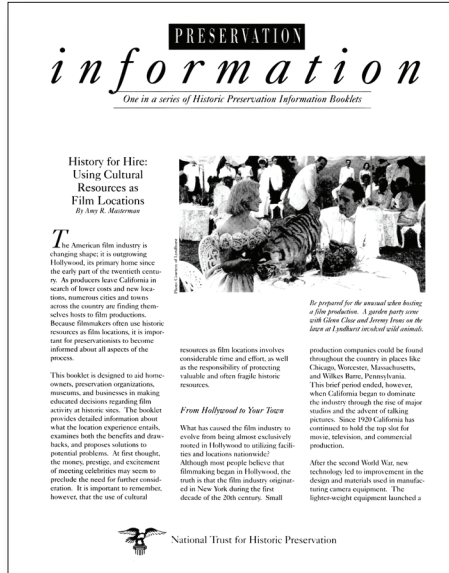 PRESERVATION
information
One in a series of Historic Preservation Information Booklets
History for Hire:
Using Cultural
Resources as
Film Locations
By Amy R. Masterman
The American film industry is
changing shape; it is outgrowing
Hollywood, its primary home since
the early part of the twentieth centu-
ry.  As producers leave California in
search of lower costs and new loca-
tions, numerous cities and towns
across the country are finding them-
selves hosts to film productions.
Because filmmakers often use historic
resources as film locations, it is impor-
tant for preservationists to become
informed about all aspects of the
process.
This booklet is designed to aid home-
owners, preservation organizations,
museums, and businesses in making
educated decisions regarding film
activity at historic sites.  The booklet
provides detailed information about
what the location experience entails,
examines both the benefits and draw-
backs, and proposes solutions to
potential problems.  At first thought,
the money, prestige, and excitement
of meeting celebrities may seem to
preclude the need for further consid-
eration.  It is important to remember,
however, that the use of cultural
Be prepared for the unusual when hosting
a film production. A garden party scene
with Glenn Close and Jeremy Irons on the
lawn at Lyndhurst involved wild animals.
resources as film locations involves
considerable time and effort, as well
as the responsibility of protecting
valuable and often fragile historic
resources.
From Hollywood to Your Town
What has caused the film industry to
evolve from being almost exclusively
rooted in Hollywood to utilizing facili-
ties and locations nationwide?
Although most people believe that
filmmaking began in Hollywood, the
truth is that the film industry originat-
ed in New York during the first
decade of the 20th century.  Small
production companies could be found
throughout the country in places like
Chicago, Worcester, Massachusetts,
and Wilkes Barre, Pennsylvania.
This brief period ended, however,
when California began to dominate
the industry through the rise of major
studios and the advent of talking
pictures.  Since 1920 California has
continued to hold the top slot for
movie, television, and commercial
production.
After the second World War, new
technology led to improvement in the
design and materials used in manufac-
turing camera equipment.  The
lighter-weight equipment launched a
National Trust for Historic Preservation